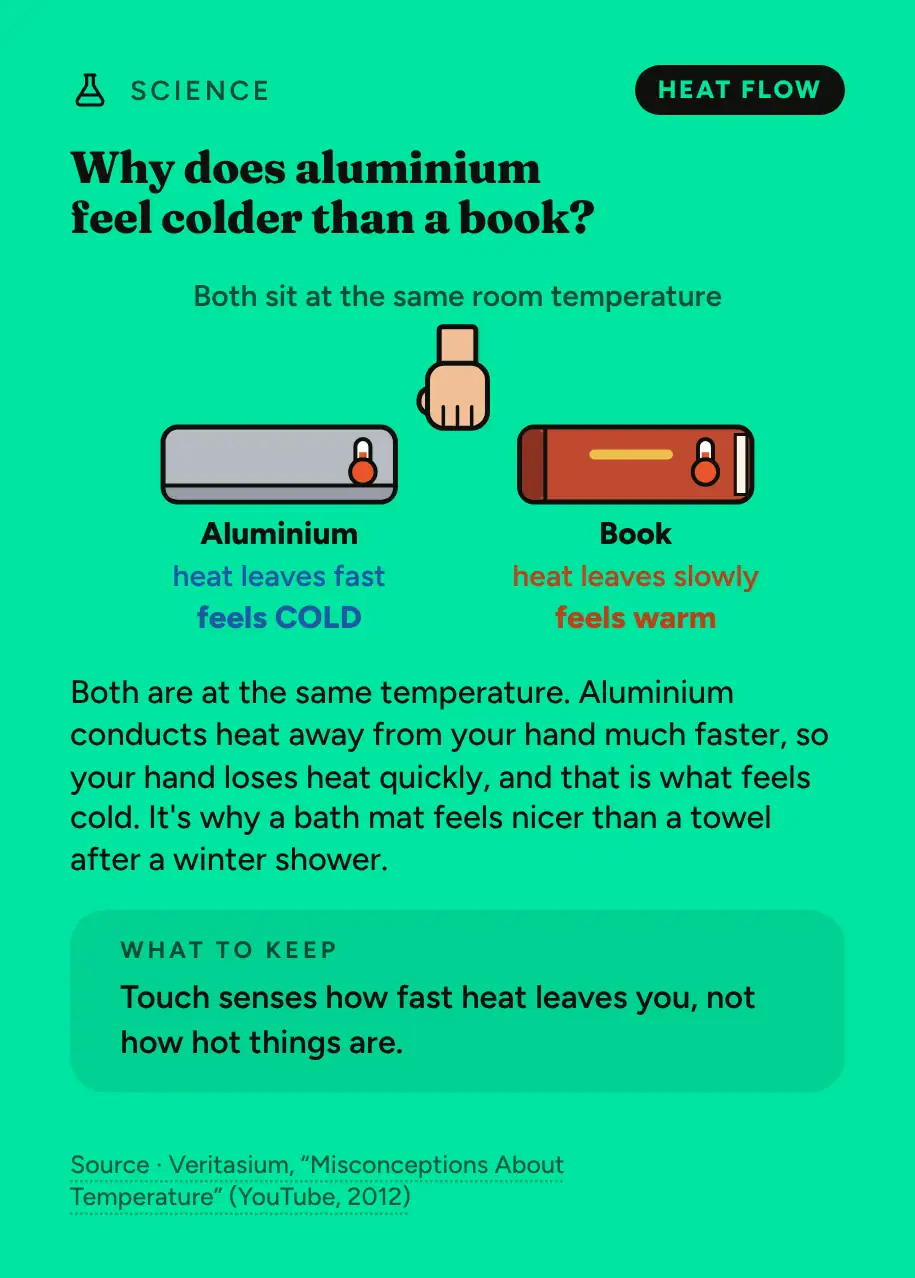 SCIENCE
HEAT FLOW
Why does aluminium
feel colder than a book?
Both sit at the same room temperature
Aluminium
heat leaves fast
feels COLD
Book
heat leaves slowly
feels warm
Both are at the same temperature. Aluminium
conducts heat away from your hand much faster, so
your hand loses heat quickly, and that is what feels
cold. It's why a bath mat feels nicer than a towel
after a winter shower.
WHAT TO KEEP
Touch senses how fast heat leaves you, not
how hot things are.
Source · Veritasium, “Misconceptions About
Temperature” (YouTube, 2012)